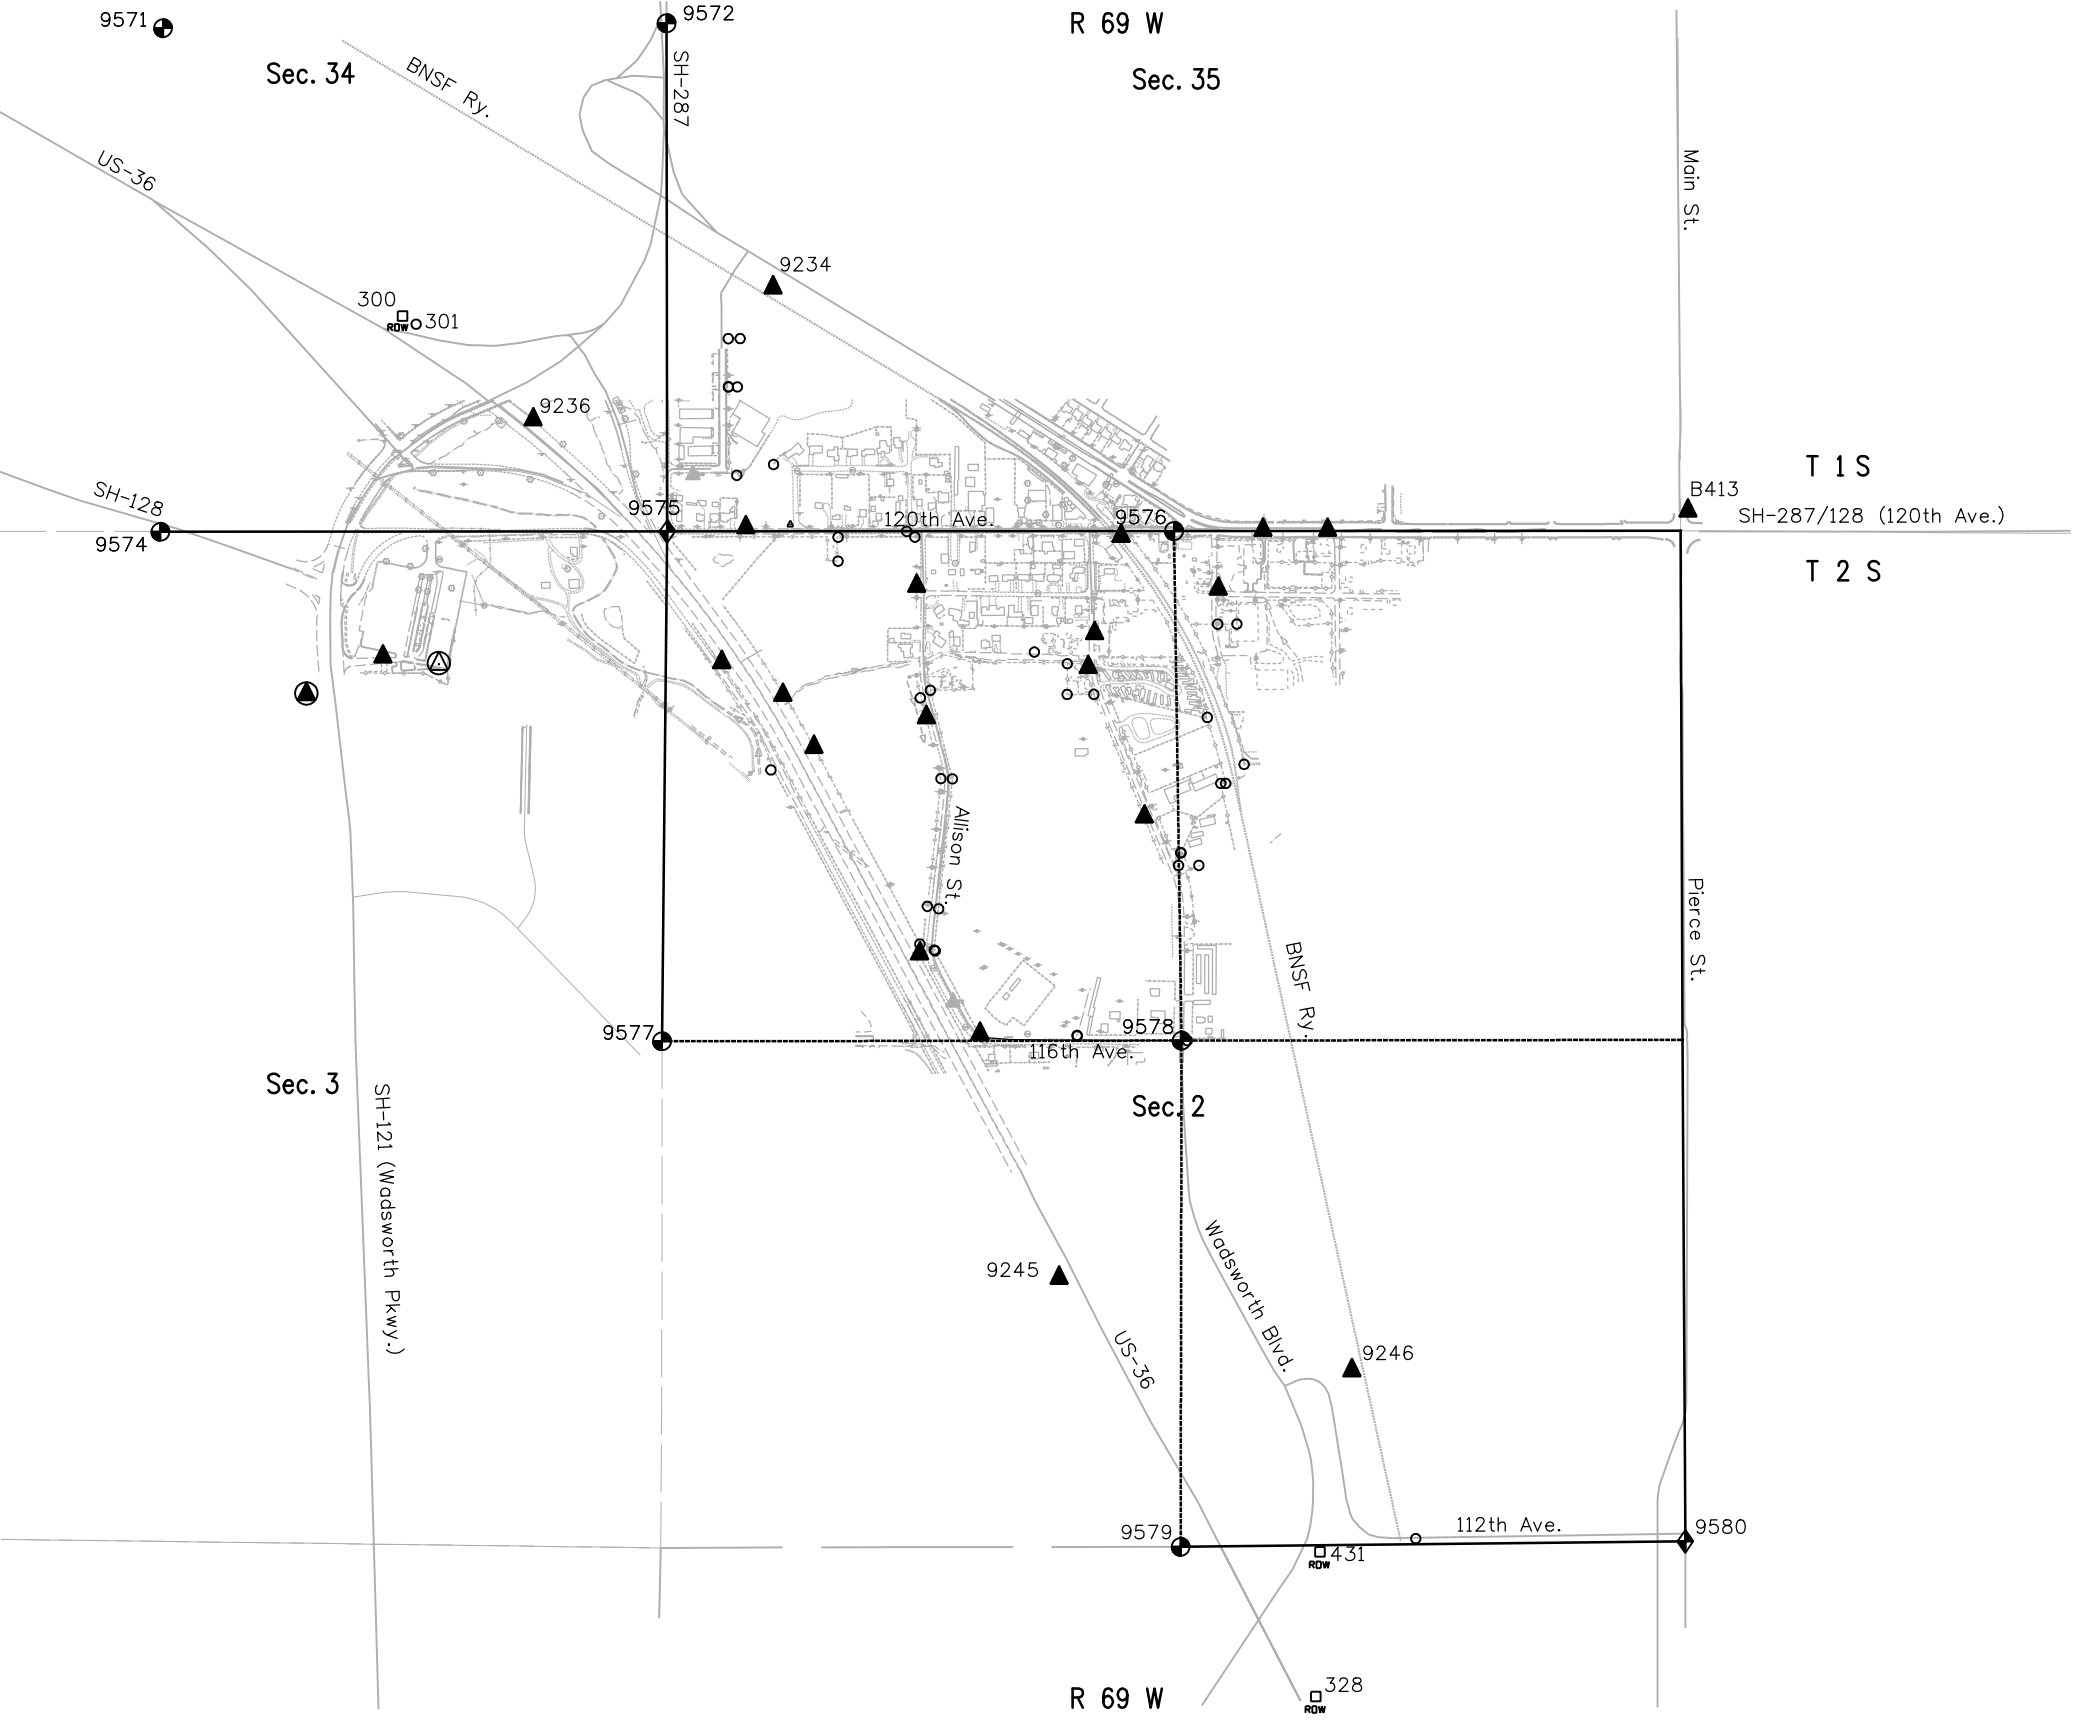 9571
9572
R 69 W
Sec. 34
BNSF Ry.
SH-287
Sec. 35
US-36
Main St.
9234
300
ROW
301
9236
T 1 S
SH-128
B413
9575
120th Ave.
9576
SH-287/128 (120th Ave.)
9574
T 2 S
Allison St.
Pierce St.
BNSF Ry.
9577
9578
116th Ave.
Sec. 3
SH-121 (Wadsworth Pkwy.)
Sec. 2
Wadsworth Blvd.
9245
US-36
9246
9579
112th Ave.
9580
431
ROW
328
ROW
R 69 W